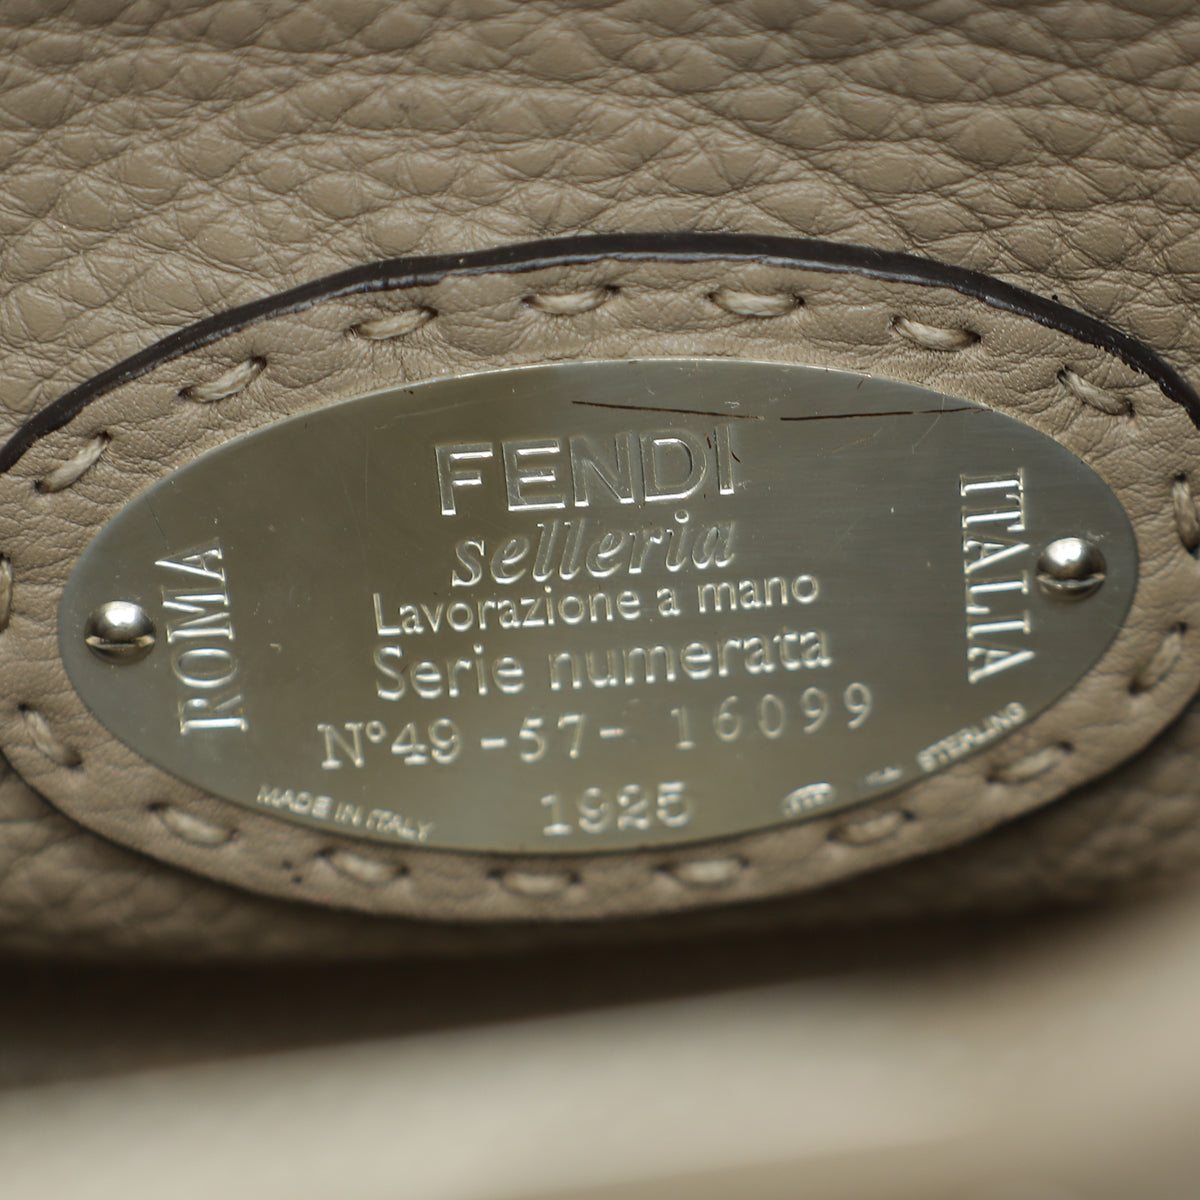 FENDI
selleria
Lavorazione a mano
Serie numerata
N° 49-57- 16099
1925
ROMA
ITALIA
MADE IN ITALY
STERLING